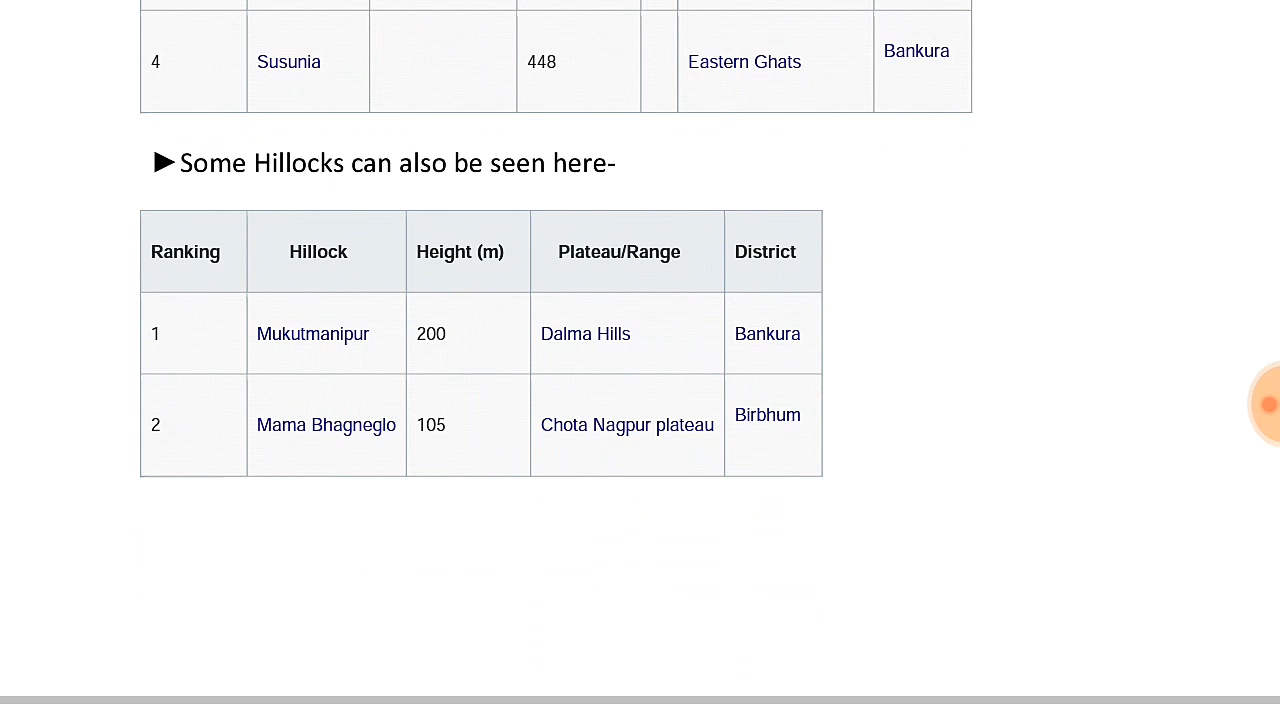 4 Susunia 448 Eastern Ghats Bankura
►Some Hillocks can also be seen here-
Ranking Hillock Height (m) Plateau/Range District
1 Mukutmanipur 200 Dalma Hills Bankura
2 Mama Bhagneglo 105 Chota Nagpur plateau Birbhum